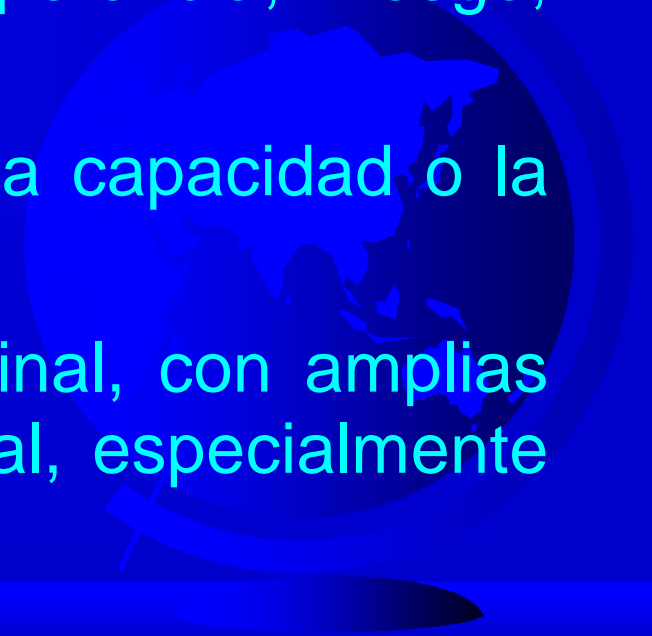 a capacidad o la
inal, con amplias
al, especialmente